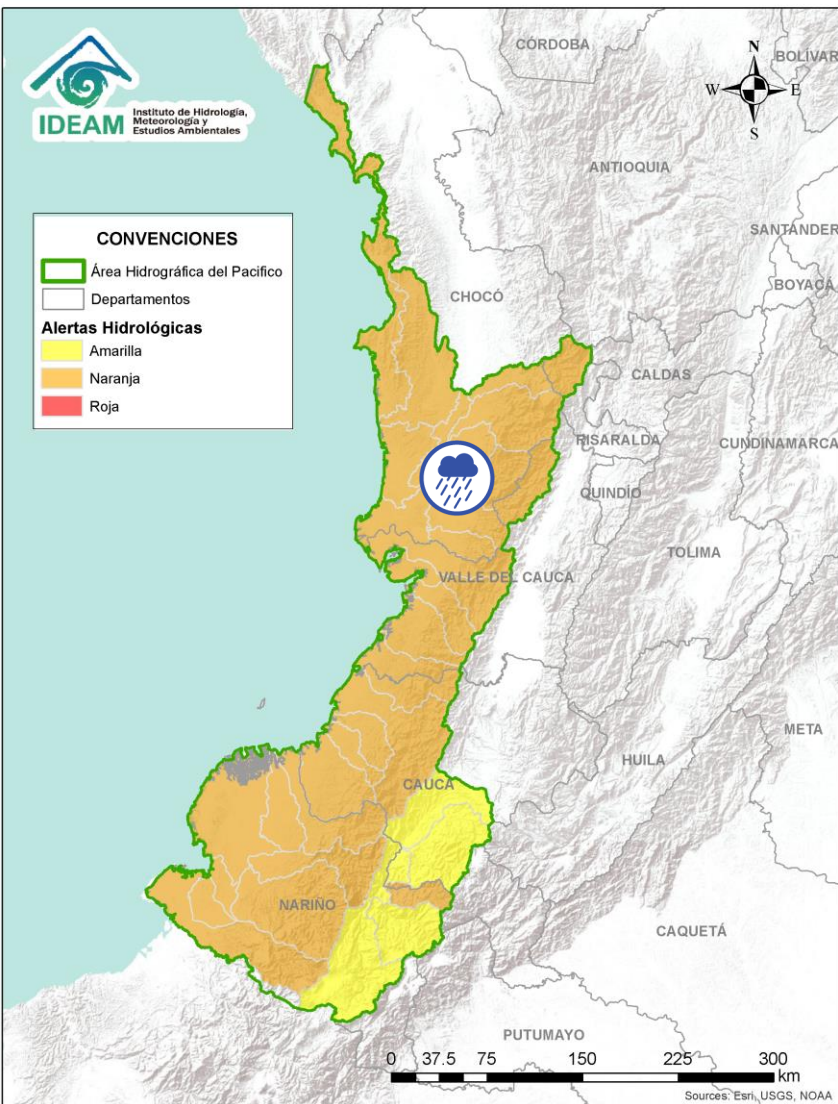 IDEAM
Instituto de Hidrología,
Meteorología y
Estudios Ambientales
CÓRDOBA
BOLÍVAR
N
W
E
S
ANTIOQUIA
SANTANDER
BOYACÁ
CONVENCIONES
Área Hidrográfica del Pacifico
Departamentos
Alertas Hidrológicas
Amarilla
Naranja
Roja
CHOCÓ
CALDAS
RISARALDA
CUNDINAMARCA
QUINDÍO
TOLIMA
VALLE DEL CAUCA
META
HUILA
CAUCA
NARIÑO
CAQUETÁ
PUTUMAYO
0 37.5 75 150 225 300
km
Sources: Esri, USGS, NOAA